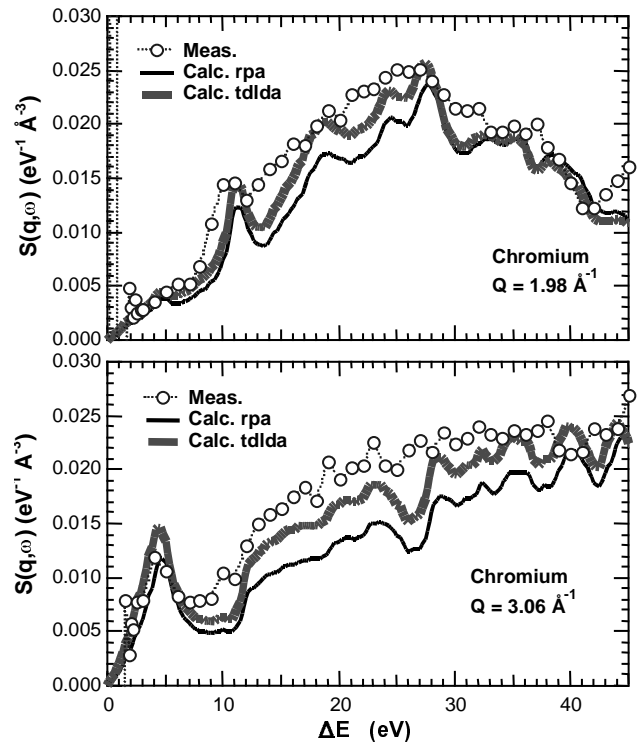 0.030
0.025
0.020
0.015
0.010
0.005
0.000
S(q,ω) (eV⁻¹ Å⁻³)
Meas.
Calc. rpa
Calc. tdlda
Chromium
Q = 1.98 Å⁻¹
0.030
0.025
0.020
0.015
0.010
0.005
0.000
S(q,ω) (eV⁻¹ A⁻³)
Meas.
Calc. rpa
Calc. tdlda
Chromium
Q = 3.06 Å⁻¹
0 10 20 30 40
ΔE (eV)